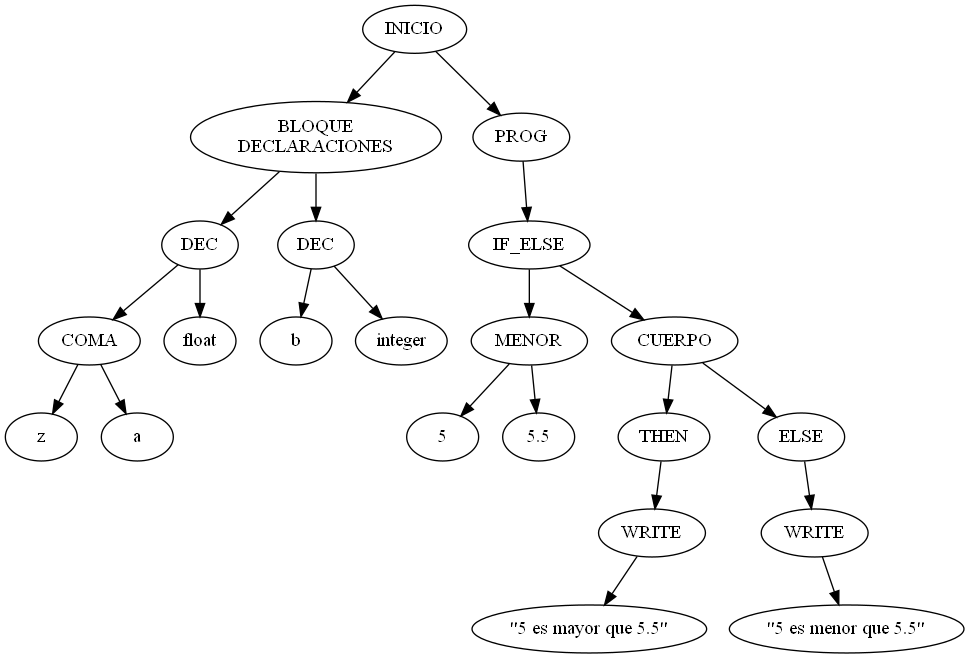 INICIO
BLOQUE
DECLARACIONES
PROG
DEC
DEC
IF_ELSE
COMA
float
b
integer
MENOR
CUERPO
z
a
5
5.5
THEN
ELSE
WRITE
WRITE
"5 es mayor que 5.5"
"5 es menor que 5.5"